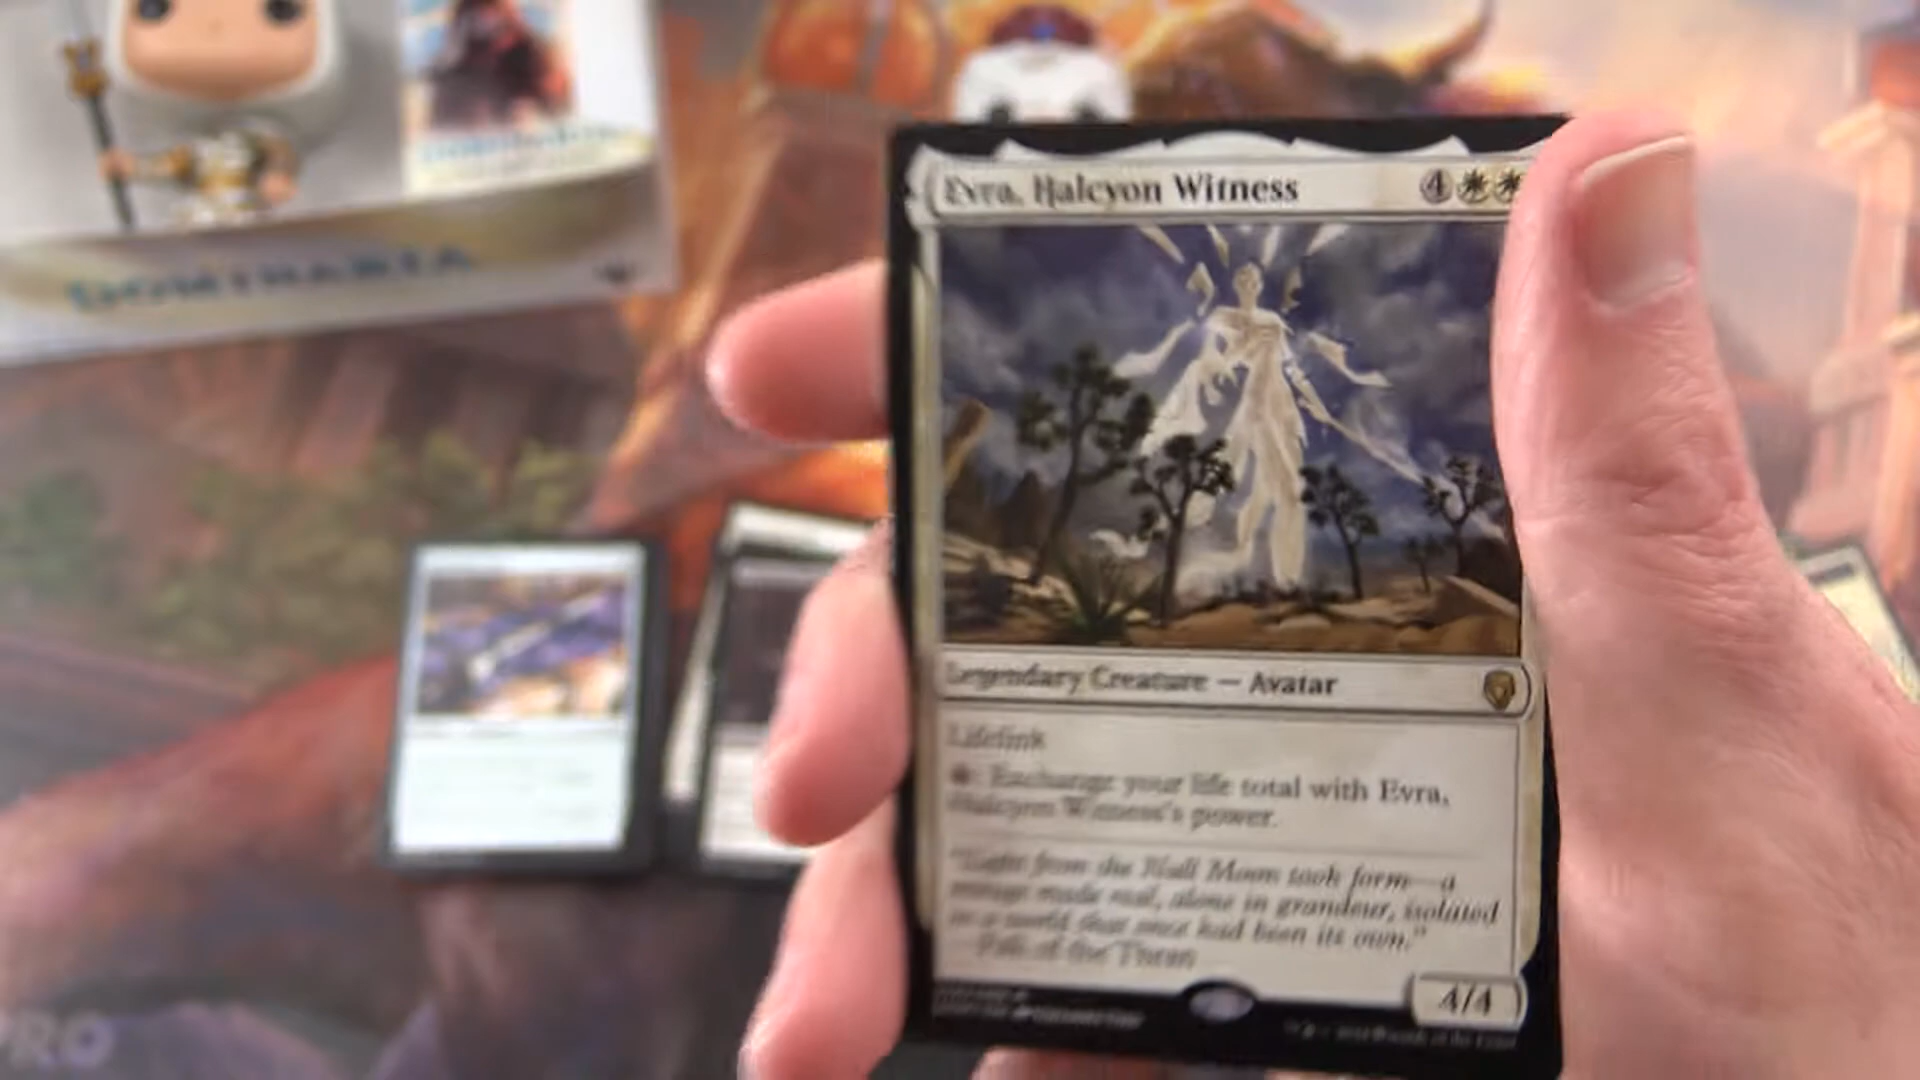 DOMINARIA
Evra, Halcyon Witness 4
Legendary Creature — Avatar
Lifelink
: Exchange your life total with Evra,
Halcyon Witness's power.
"Light from the Null Moon took form—a
mirage made real, alone in grandeur, isolated
in a world that once had been its own."
—Fall of the Thran
4/4
PRO